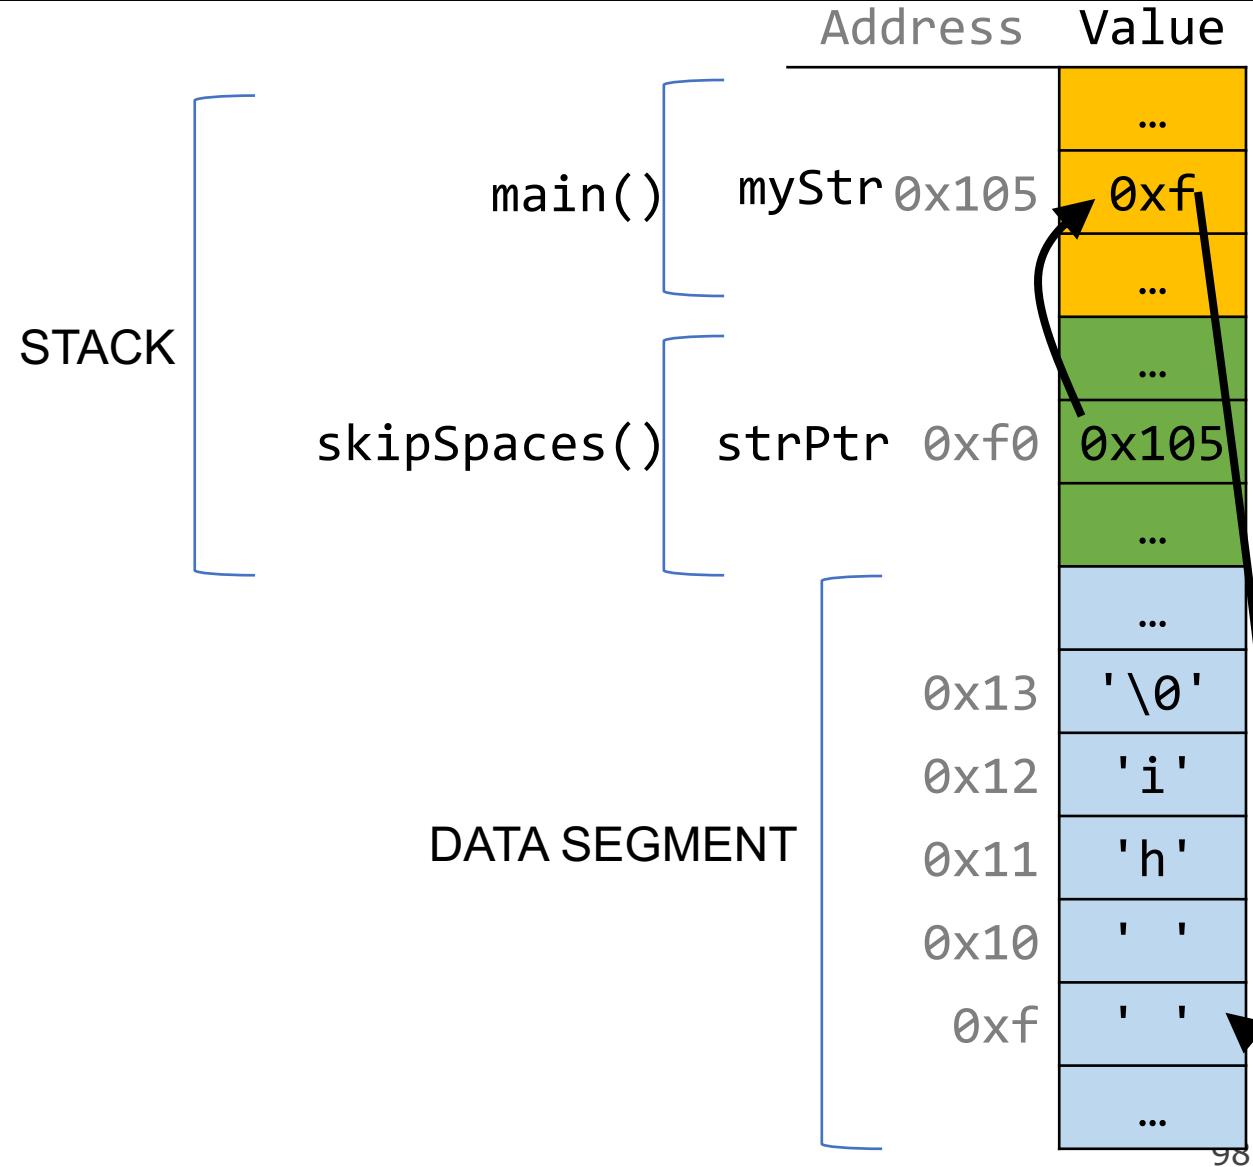 Address Value
…
main() myStr 0x105 0xf
…
STACK
…
skipSpaces() strPtr 0xf0 0x105
…
…
0x13 '\0'
0x12 'i'
DATA SEGMENT
0x11 'h'
0x10 ' '
0xf ' '
…
98